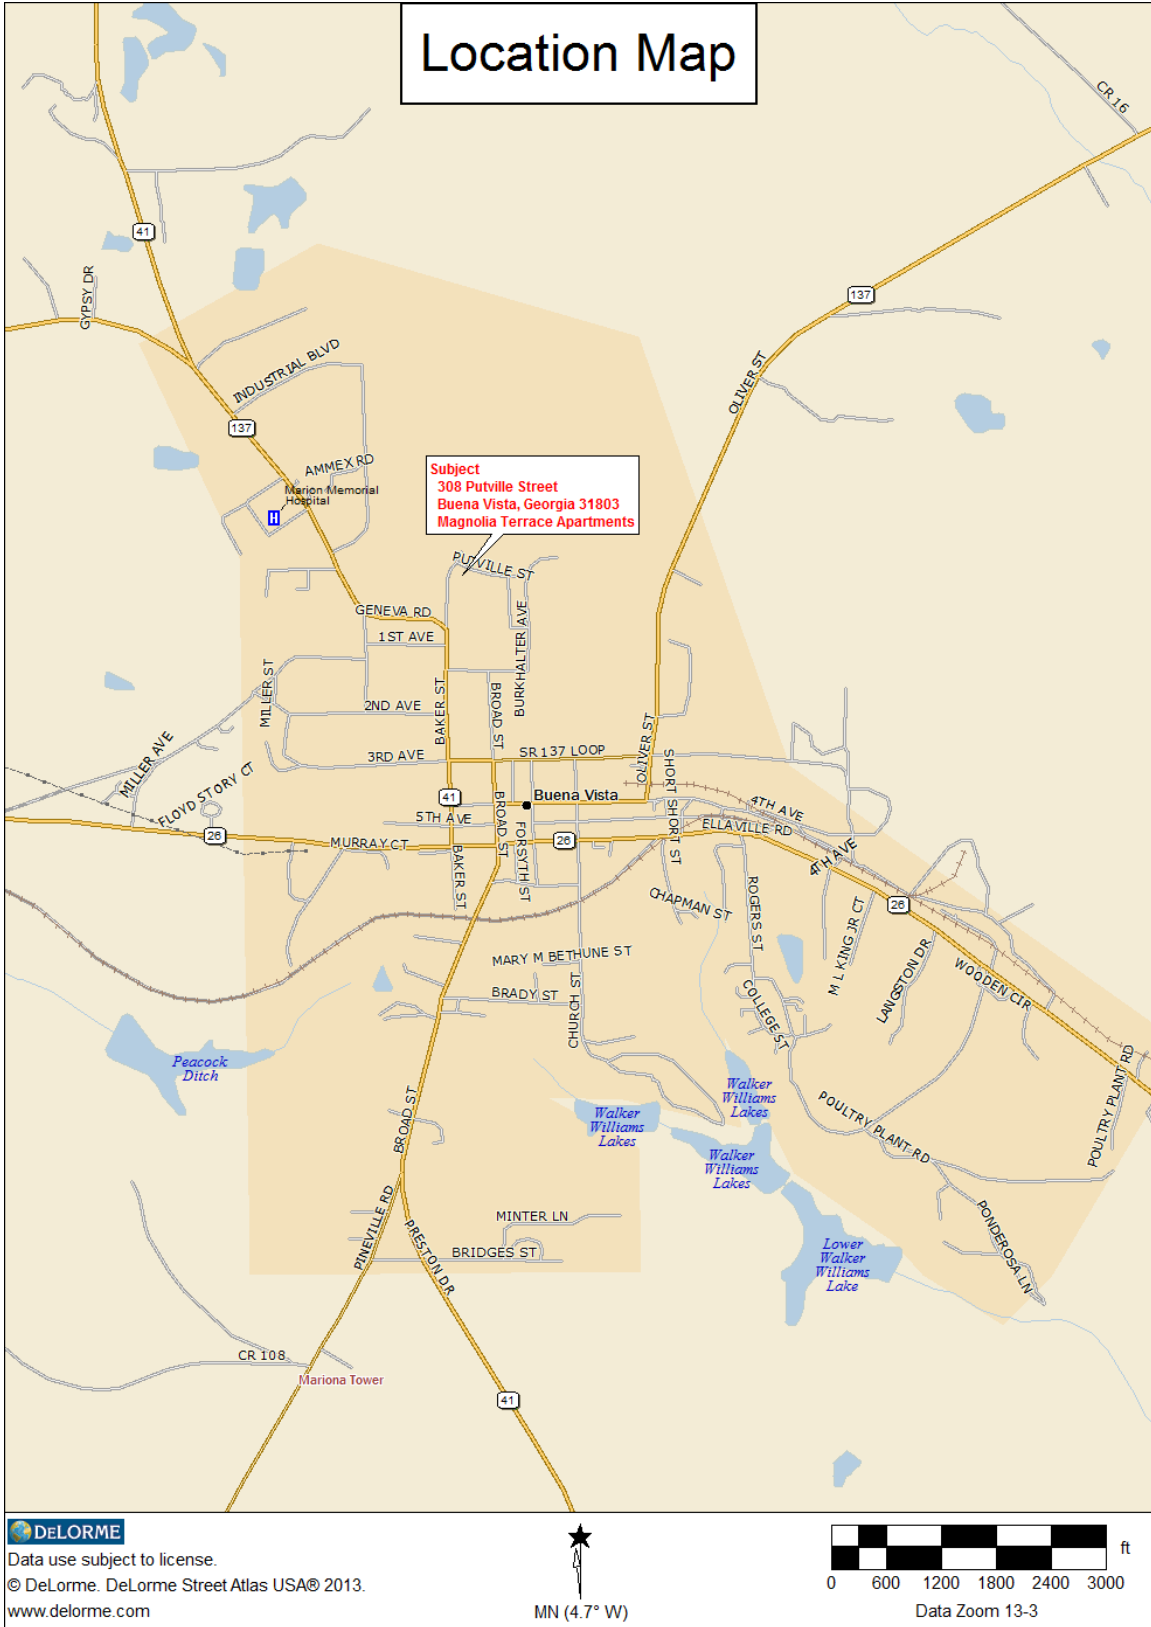 Location Map
CR 16
41
137
GYPSY DR
INDUSTRIAL BLVD
OLIVER ST
137
AMMEX RD
Marion Memorial
Hospital
H
Subject
308 Putville Street
Buena Vista, Georgia 31803
Magnolia Terrace Apartments
PUTVILLE ST
GENEVA RD
1ST AVE
BURKHALTER AVE
MILLER ST
2ND AVE
BAKER ST
BROAD ST
OLIVER ST
SR 137 LOOP
3RD AVE
MILLER AVE
FLOYD STORY CT
SHORT SHORT ST
41
Buena Vista
4TH AVE
5TH AVE
BROAD ST
FORSYTH ST
ELLAVILLE RD
26
MURRAY CT
26
4TH AVE
BAKER ST
CHAPMAN ST
ROGERS ST
26
M L KING JR CT
LANGSTON DR
MARY M BETHUNE ST
WOODEN CIR
BRADY ST
CHURCH ST
COLLEGE ST
Peacock
Ditch
POULTRY PLANT RD
Walker
Williams
Lakes
Walker
Williams
Lakes
BROAD ST
POULTRY PLANT RD
Walker
Williams
Lakes
PINEVILLE RD
MINTER LN
PRESTON DR
BRIDGES ST
PONDEROSA LN
Lower
Walker
Williams
Lake
CR 108
Mariona Tower
41
DELORME
Data use subject to license.
© DeLorme. DeLorme Street Atlas USA® 2013.
www.delorme.com
MN (4.7° W)
ft
0 600 1200 1800 2400 3000
Data Zoom 13-3